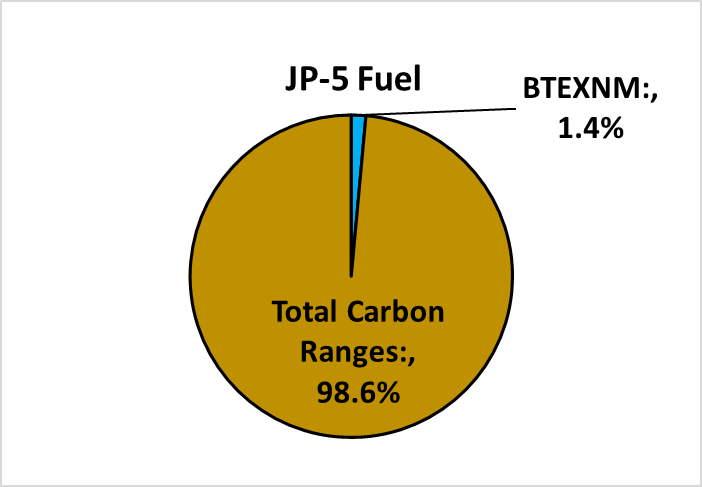 JP-5 Fuel
BTEXNM:,
1.4%
Total Carbon
Ranges:,
98.6%